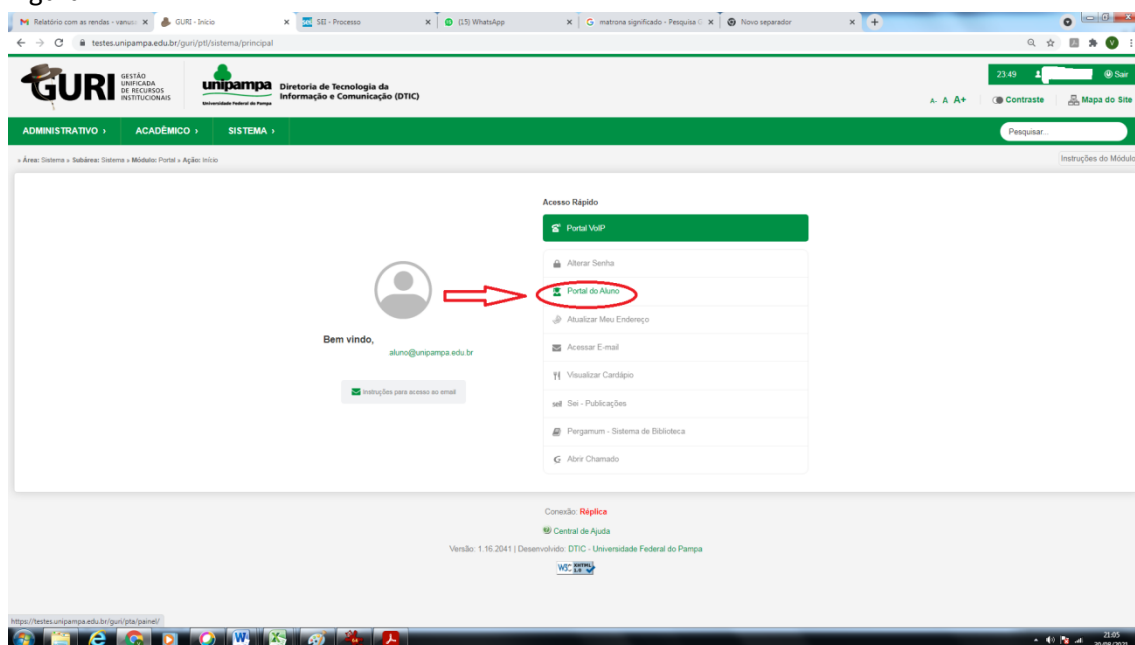 Relatório com as rendas - vanus
GURI - Início
SEI - Processo
(15) WhatsApp
matrona significado - Pesquisa G
Novo separador
testes.unipampa.edu.br/guri/ptl/sistema/principal
GURI
GESTÃO
UNIFICADA
DE RECURSOS
INSTITUCIONAIS
unipampa
Universidade Federal do Pampa
Diretoria de Tecnologia da
Informação e Comunicação (DTIC)
23:49
Sair
A- A A+
Contraste
Mapa do Site
ADMINISTRATIVO › ACADÊMICO › SISTEMA ›
Pesquisar...
» Área: Sistema » Subárea: Sistema » Módulo: Portal » Ação: Início
Instruções do Módulo
Acesso Rápido
Portal VoIP
Alterar Senha
Portal do Aluno
Atualizar Meu Endereço
Acessar E-mail
Visualizar Cardápio
sei! Sei - Publicações
Pergamum - Sistema de Biblioteca
Abrir Chamado
Bem vindo,
aluno@unipampa.edu.br
Instruções para acesso ao email
Conexão: Réplica
Central de Ajuda
Versão: 1.16.2041 | Desenvolvido: DTIC - Universidade Federal do Pampa
W3C XHTML 1.0
https://testes.unipampa.edu.br/guri/pta/painel/
21:05